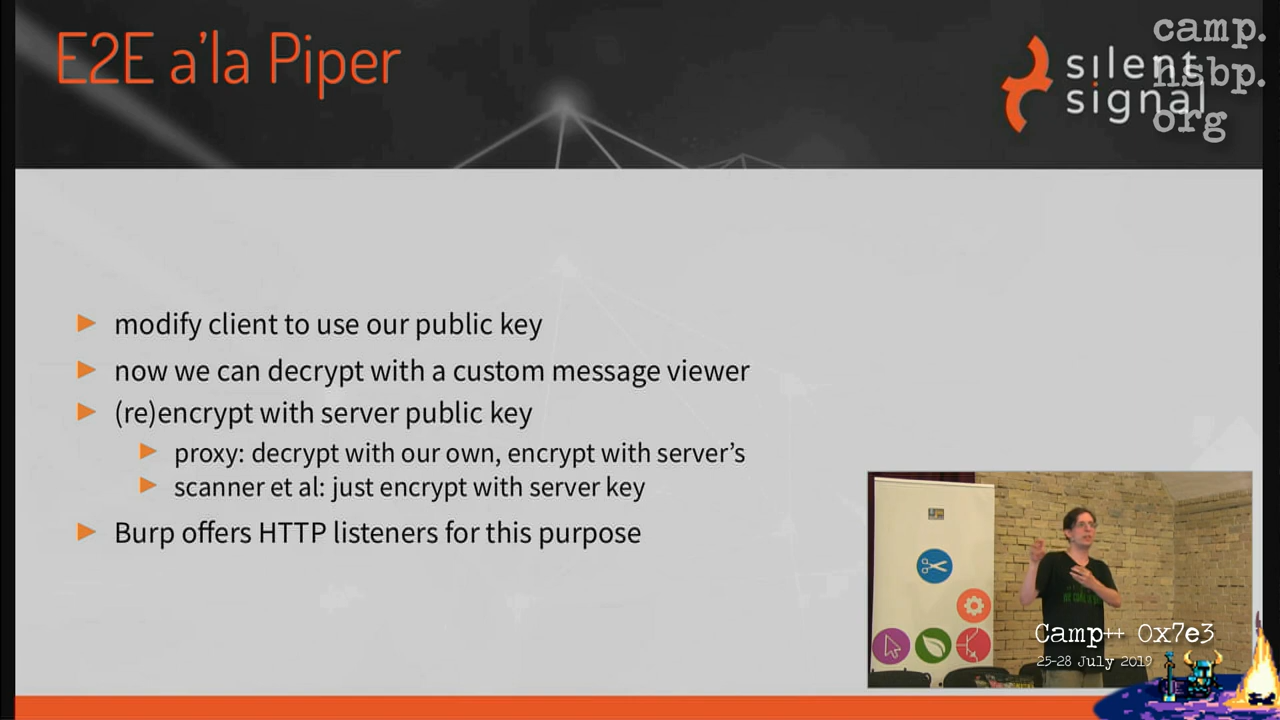 E2E a'la Piper
silent
signal
camp.
hsbp.
org
modify client to use our public key
now we can decrypt with a custom message viewer
(re)encrypt with server public key
proxy: decrypt with our own, encrypt with server's
scanner et al: just encrypt with server key
Burp offers HTTP listeners for this purpose
Camp++ 0x7e3
25-28 July 2019